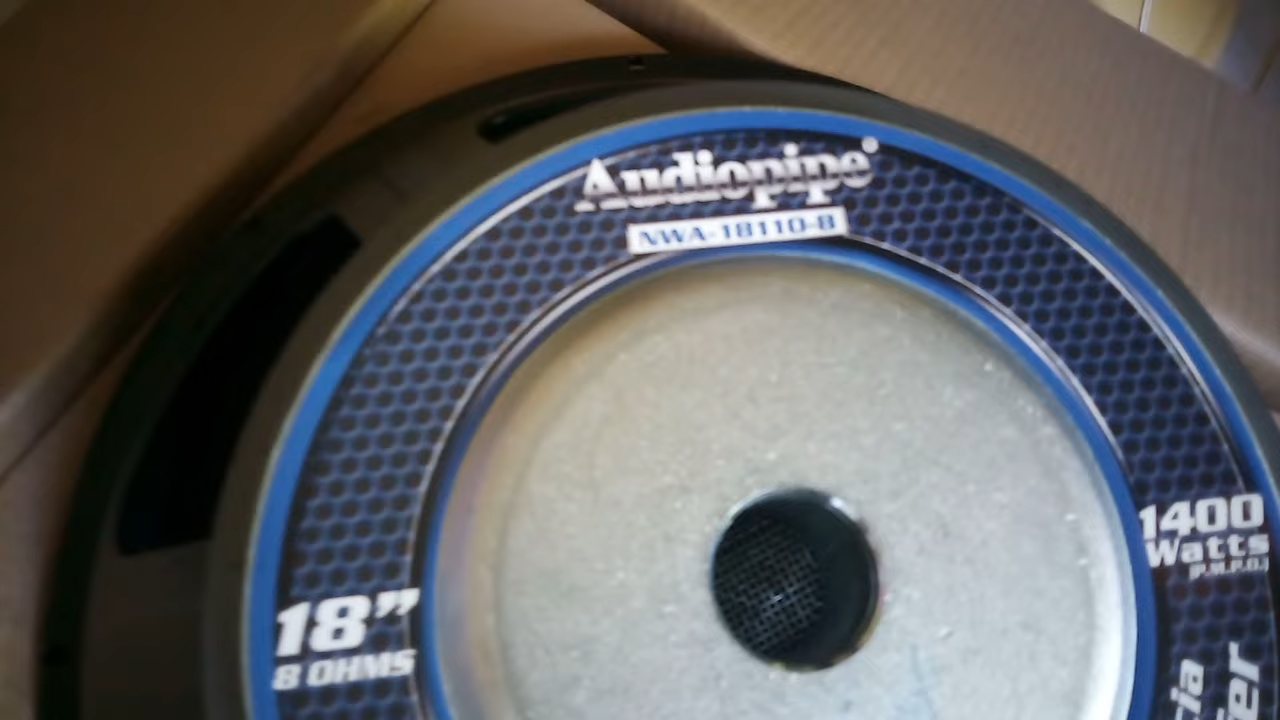 Audiopipe®
NWA-18110-8
18”
8 OHMS
1400
Watts
(P.M.P.O.)